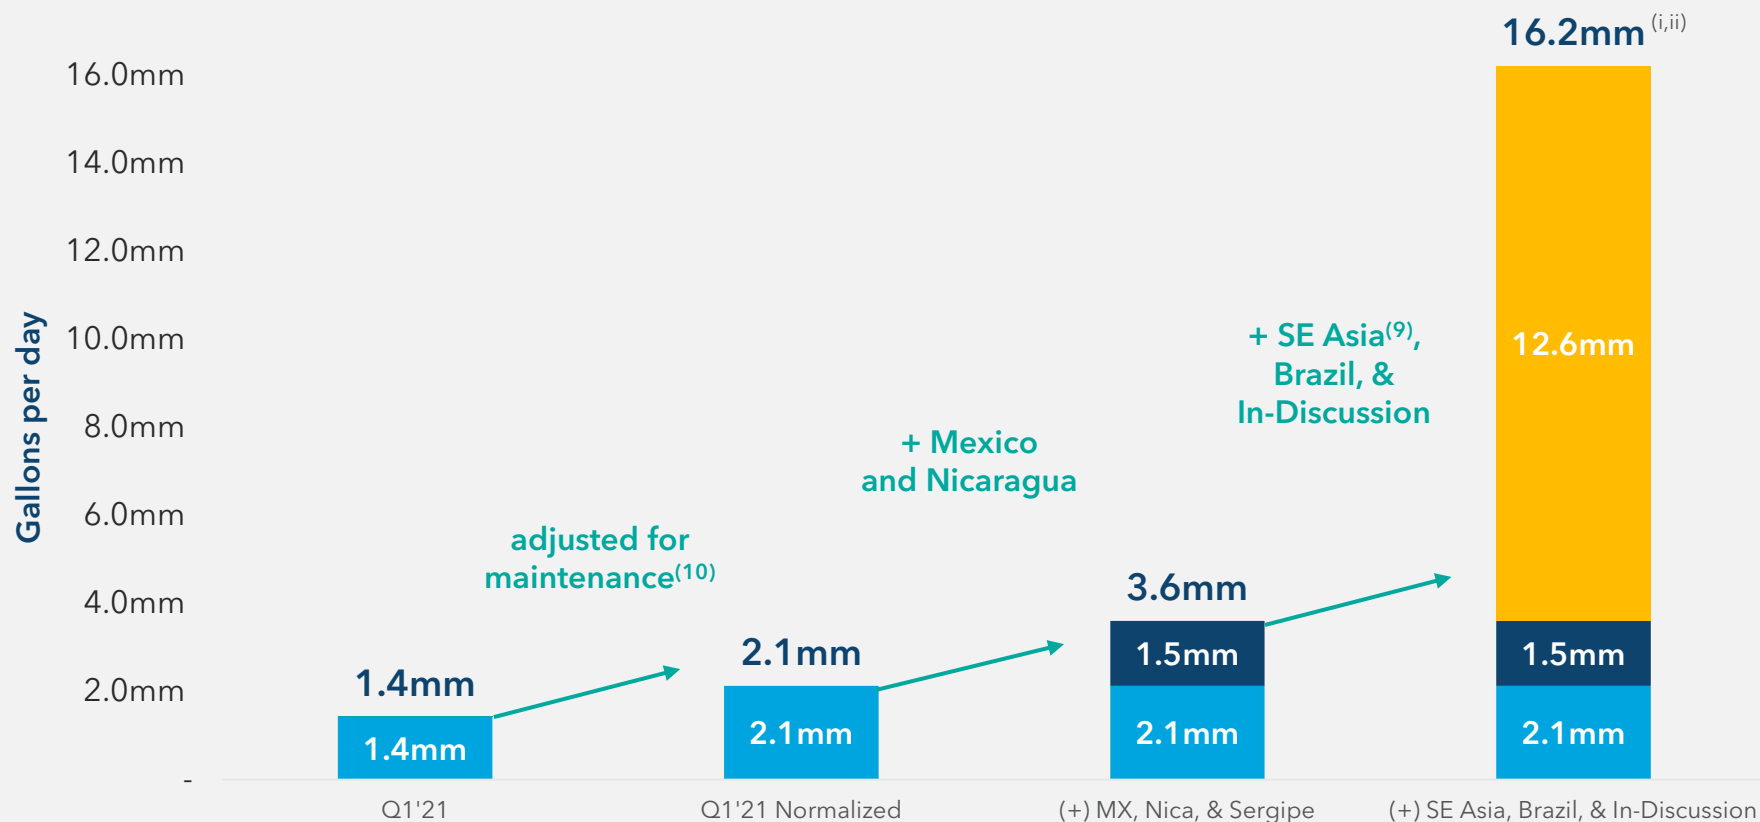 Gallons per day
16.0mm
14.0mm
12.0mm
10.0mm
8.0mm
6.0mm
4.0mm
2.0mm
-
1.4mm
1.4mm
adjusted for
maintenance(10)
2.1mm
2.1mm
+ Mexico
and Nicaragua
3.6mm
1.5mm
2.1mm
+ SE Asia(9),
Brazil, &
In-Discussion
16.2mm (i,ii)
12.6mm
1.5mm
2.1mm
Q1'21
Q1'21 Normalized
(+) MX, Nica, & Sergipe
(+) SE Asia, Brazil, & In-Discussion